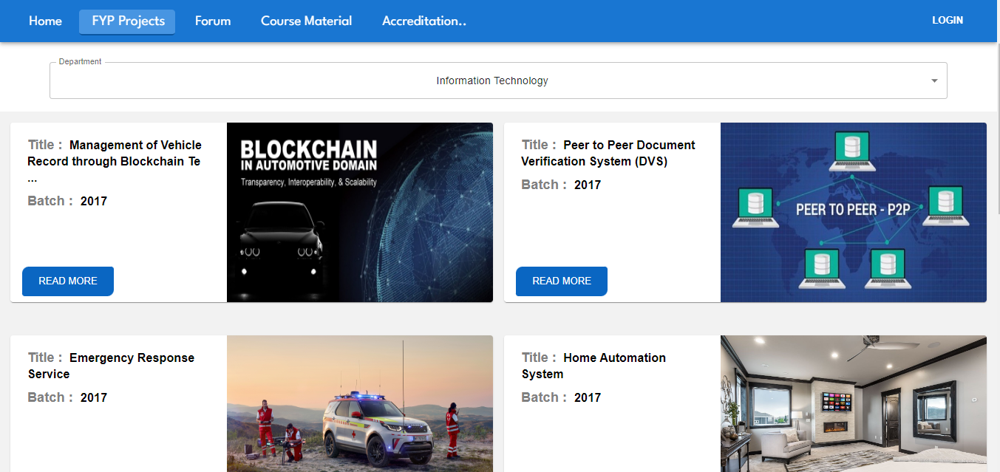 Home FYP Projects Forum Course Material Accreditation.. LOGIN
Department
Information Technology
Title : Management of Vehicle
Record through Blockchain Te
...
Batch : 2017
READ MORE
BLOCKCHAIN
IN AUTOMOTIVE DOMAIN
Transparency, Interoperability, & Scalability
Title : Peer to Peer Document
Verification System (DVS)
Batch : 2017
READ MORE
PEER TO PEER - P2P
Title : Emergency Response
Service
Batch : 2017
Title : Home Automation
System
Batch : 2017